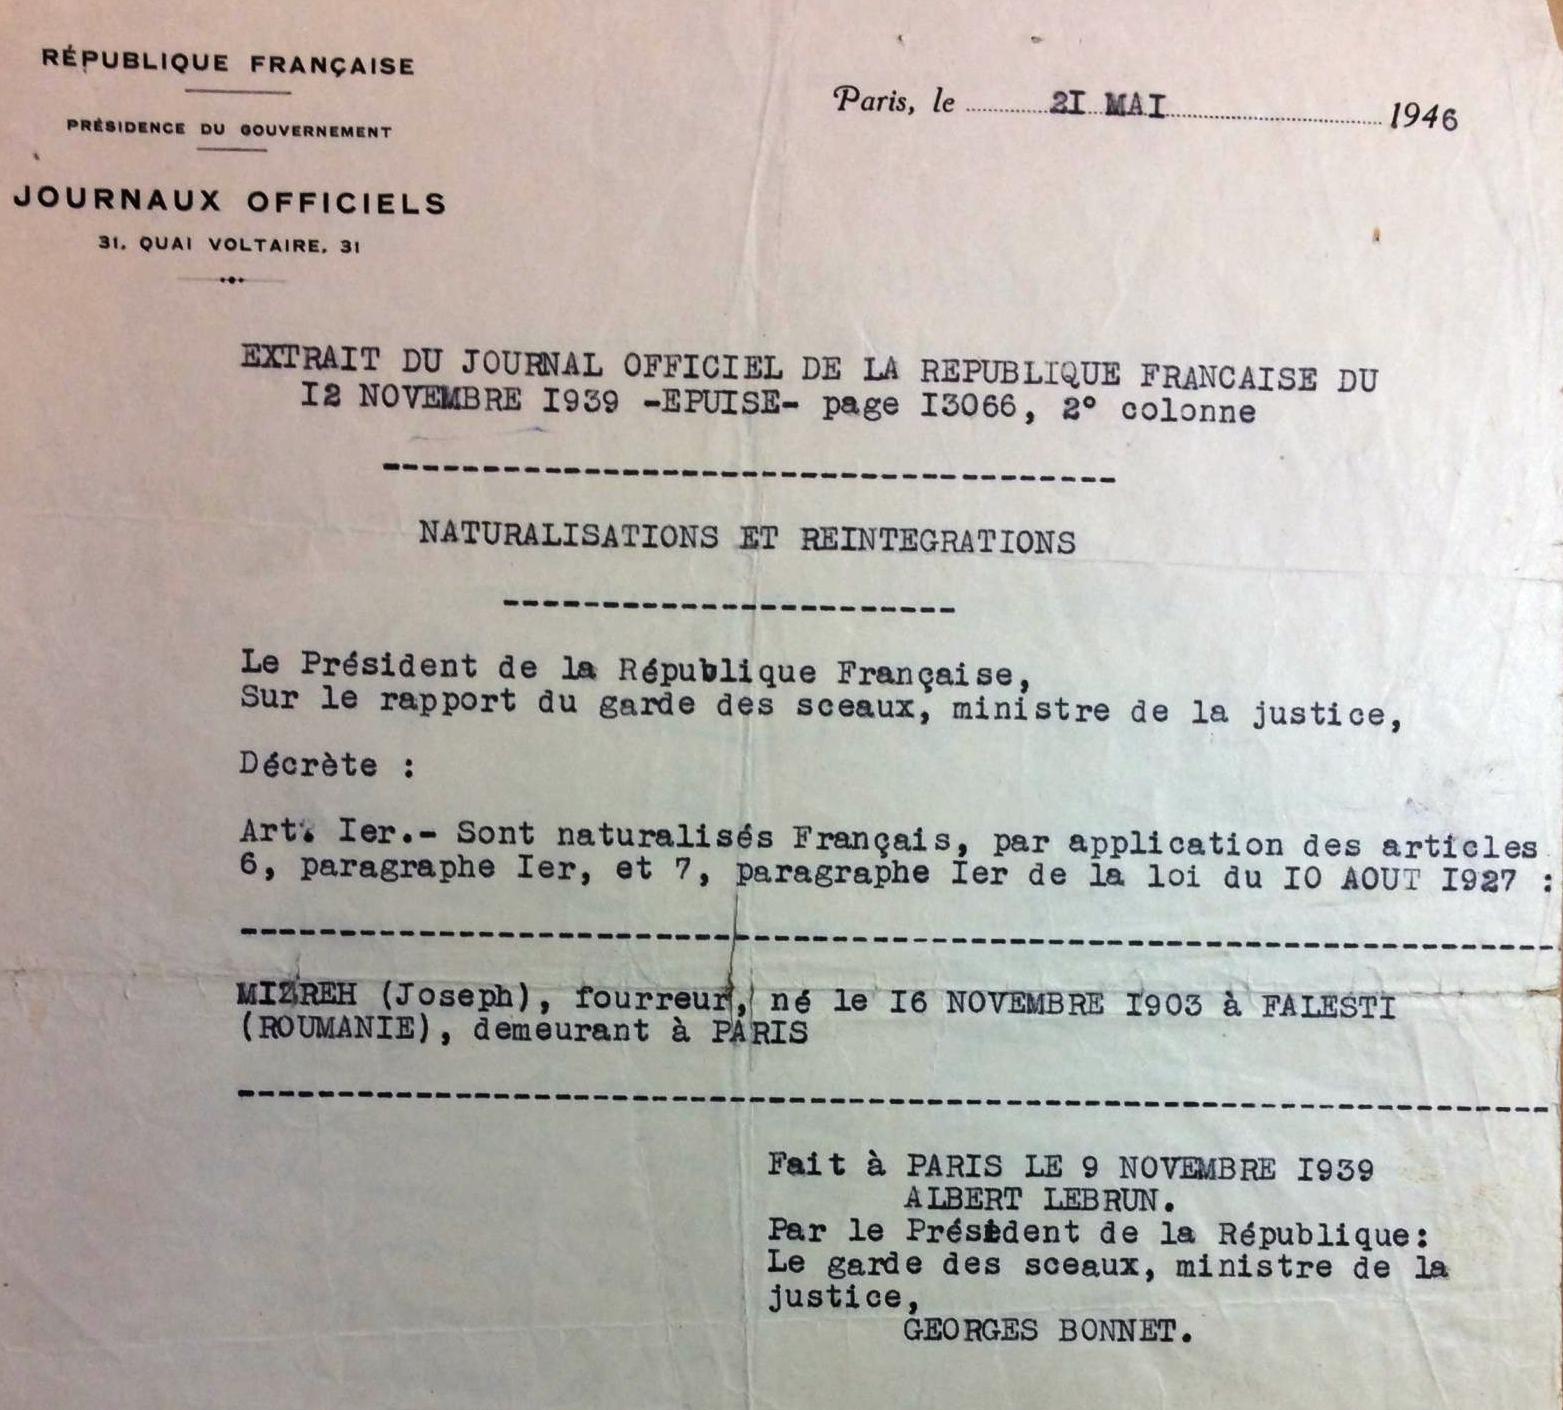 RÉPUBLIQUE FRANÇAISE
PRÉSIDENCE DU GOUVERNEMENT
JOURNAUX OFFICIELS
31, QUAI VOLTAIRE, 31
Paris, le 2I MAI 1946
EXTRAIT DU JOURNAL OFFICIEL DE LA REPUBLIQUE FRANCAISE DU
I2 NOVEMBRE I939 -EPUISE- page I3066, 2° colonne
NATURALISATIONS ET REINTEGRATIONS
Le Président de la République Française,
Sur le rapport du garde des sceaux, ministre de la justice,
Décrète :
Art. Ier.- Sont naturalisés Français, par application des articles
6, paragraphe Ier, et 7, paragraphe Ier de la loi du IO AOUT I927 :
MIZREH (Joseph), fourreur, né le I6 NOVEMBRE I903 à FALESTI
(ROUMANIE), demeurant à PARIS
Fait à PARIS LE 9 NOVEMBRE I939
ALBERT LEBRUN.
Par le Président de la République:
Le garde des sceaux, ministre de la
justice,
GEORGES BONNET.